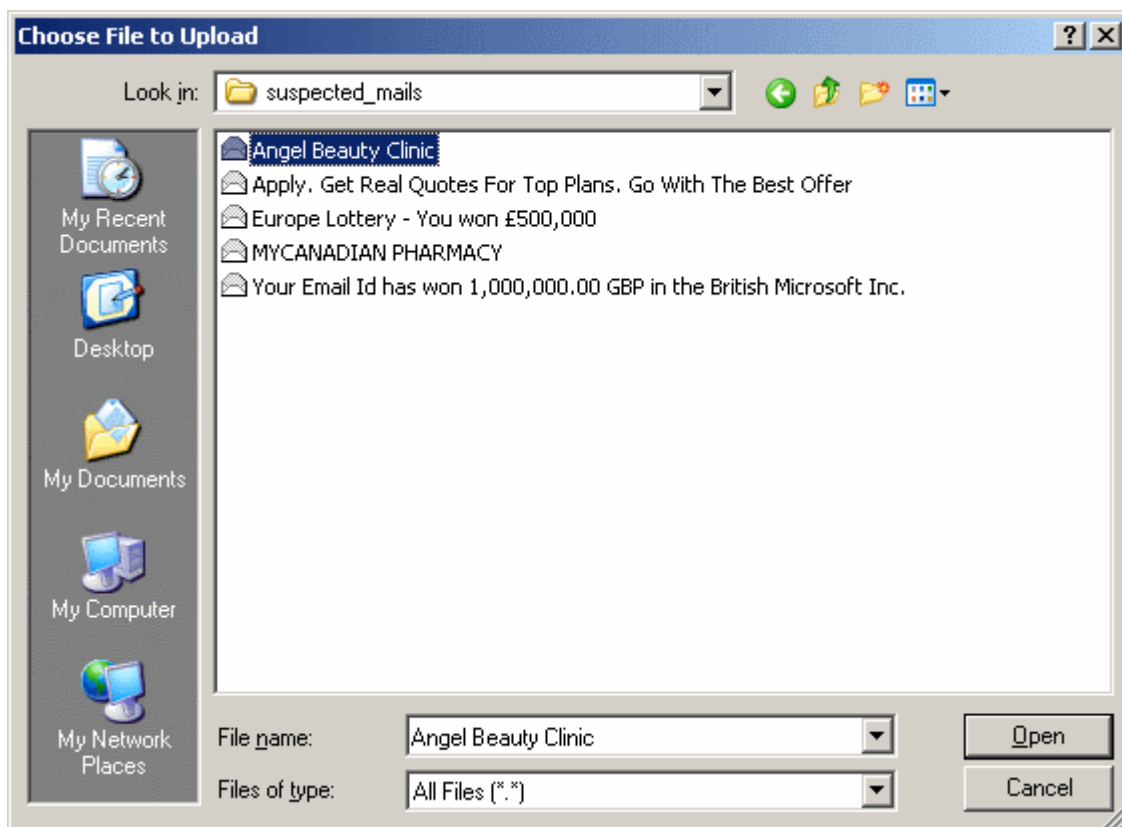 Choose File to Upload
Look in:
suspected_mails
My Recent
Documents
Desktop
My Documents
My Computer
My Network
Places
Angel Beauty Clinic
Apply. Get Real Quotes For Top Plans. Go With The Best Offer
Europe Lottery - You won £500,000
MYCANADIAN PHARMACY
Your Email Id has won 1,000,000.00 GBP in the British Microsoft Inc.
File name:
Angel Beauty Clinic
Open
Files of type:
All Files (*.*)
Cancel